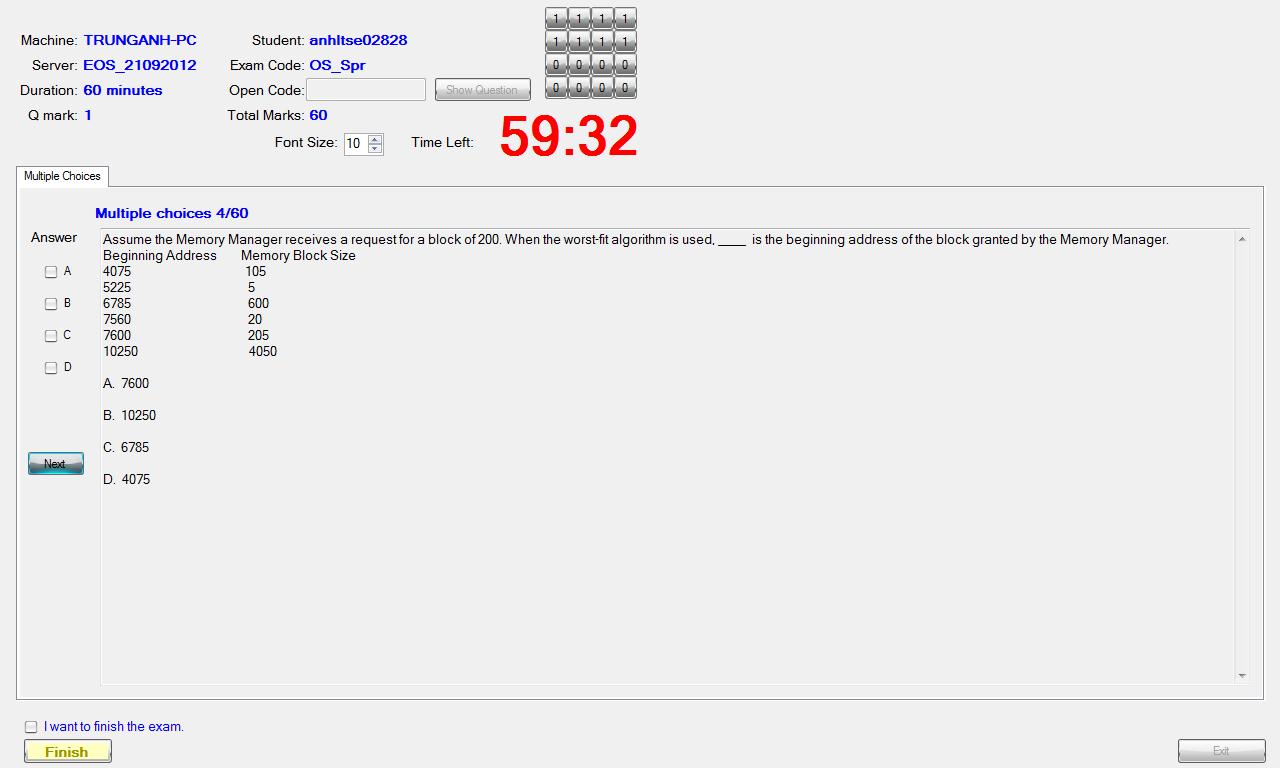 Machine: TRUNGANH-PC Student: anhltse02828
Server: EOS_21092012 Exam Code: OS_Spr
Duration: 60 minutes Open Code: Show Question
Q mark: 1 Total Marks: 60
1 1 1 1
1 1 1 1
0 0 0 0
0 0 0 0
Font Size: 10 Time Left: 59:32
Multiple Choices
Multiple choices 4/60
Answer
A
B
C
D
Next
Assume the Memory Manager receives a request for a block of 200. When the worst-fit algorithm is used, ____ is the beginning address of the block granted by the Memory Manager.
Beginning Address Memory Block Size
4075 105
5225 5
6785 600
7560 20
7600 205
10250 4050
A. 7600
B. 10250
C. 6785
D. 4075
I want to finish the exam.
Finish Exit